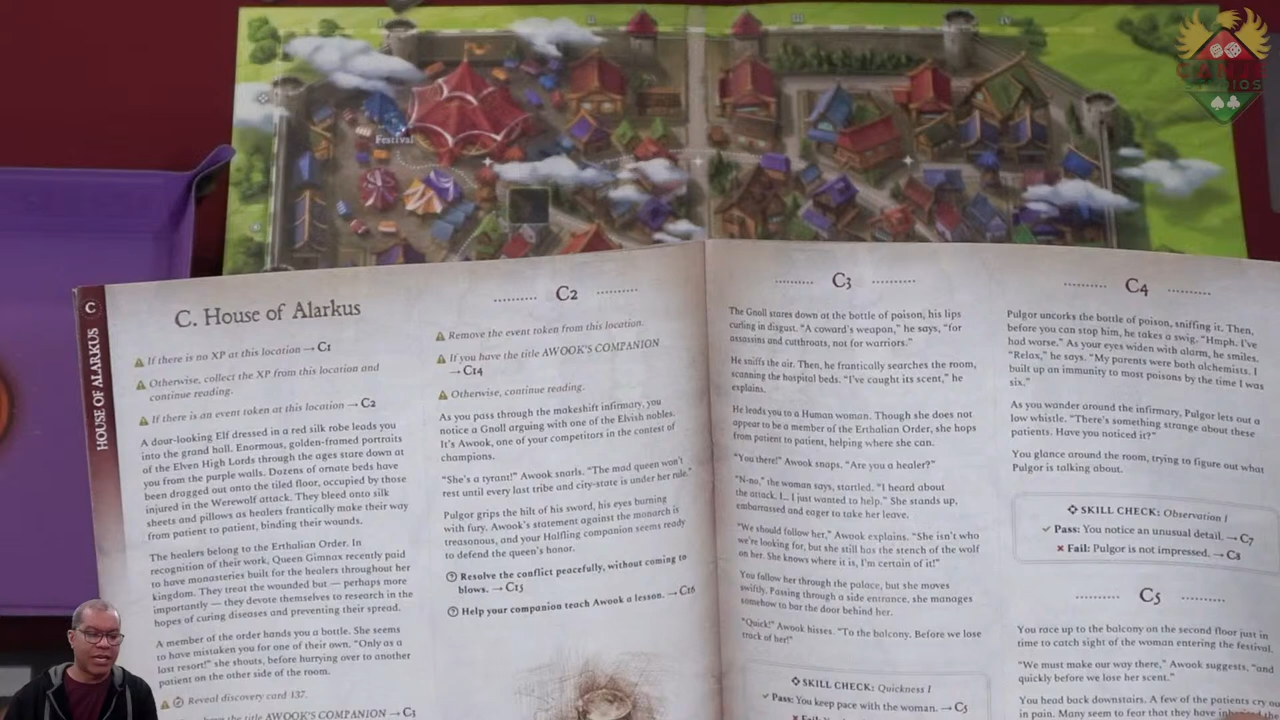 Festival
C
HOUSE OF ALARKUS
C. House of Alarkus
If there is no XP at this location → C1
Otherwise, collect the XP from this location and
continue reading.
If there is an event token at this location → C2
A dour-looking Elf dressed in a red silk robe leads you
into the grand hall. Enormous, golden-framed portraits
of the Elven High Lords through the ages stare down at
you from the purple walls. Dozens of ornate beds have
been dragged out onto the tiled floor, occupied by those
injured in the Werewolf attack. They bleed onto silk
sheets and pillows as healers frantically make their way
from patient to patient, binding their wounds.
The healers belong to the Erthalian Order. In
recognition of their work, Queen Gimnax recently paid
to have monasteries built for the healers throughout her
kingdom. They treat the wounded but — perhaps more
importantly — they devote themselves to research in the
hopes of curing diseases and preventing their spread.
A member of the order hands you a bottle. She seems
to have mistaken you for one of their own. "Only as a
last resort!" she shouts, before hurrying over to another
patient on the other side of the room.
Reveal discovery card 137.
the title AWOOK'S COMPANION → C3
C2
Remove the event token from this location.
If you have the title AWOOK'S COMPANION
→ C14
Otherwise, continue reading.
As you pass through the makeshift infirmary, you
notice a Gnoll arguing with one of the Elvish nobles.
It's Awook, one of your competitors in the contest of
champions.
"She's a tyrant!" Awook snarls. "The mad queen won't
rest until every last tribe and city-state is under her rule."
Pulgor grips the hilt of his sword, his eyes burning
with fury. Awook's statement against the monarch is
treasonous, and your Halfling companion seems ready
to defend the queen's honor.
Resolve the conflict peacefully, without coming to
blows. → C15
Help your companion teach Awook a lesson. → C16
C3
The Gnoll stares down at the bottle of poison, his lips
curling in disgust. "A coward's weapon," he says, "for
assassins and cutthroats, not for warriors."
He sniffs the air. Then, he frantically searches the room,
scanning the hospital beds. "I've caught its scent," he
explains.
He leads you to a human woman. Though she does not
appear to be a member of the Erthalian Order, she hops
from patient to patient, helping where she can.
"You there!" Awook snaps. "Are you a healer?"
"N-no," the woman says, startled. "I heard about
the attack. I... I just wanted to help." She stands up,
embarrassed and eager to take her leave.
"We should follow her," Awook explains. "She isn't who
we're looking for, but she still has the stench of the wolf
on her. She knows where it is, I'm certain of it!"
You follow her through the palace, but she moves
swiftly. Passing through a side entrance, she manages
somehow to bar the door behind her.
"Quick!" Awook hisses. "To the balcony. Before we lose
track of her!"
SKILL CHECK: Quickness 1
Pass: You keep pace with the woman. → C5
C4
Pulgor uncorks the bottle of poison, sniffing it. Then,
before you can stop him, he takes a swig. "Hmph. I've
had worse." As your eyes widen with alarm, he smiles.
"Relax," he says. "My parents were both alchemists. I
built up an immunity to most poisons by the time I was
six."
As you wander around the infirmary, Pulgor lets out a
low whistle. "There's something strange about these
patients. Have you noticed it?"
You glance around the room, trying to figure out what
Pulgor is talking about.
SKILL CHECK: Observation 1
Pass: You notice an unusual detail. → C7
Fail: Pulgor is not impressed. → C8
C5
You race up to the balcony on the second floor just in
time to catch sight of the woman entering the festival.
"We must make our way there," Awook suggests, "and
quickly before we lose her scent."
You head back downstairs. A few of the patients cry ou
in pain. Many seem to fear that they have